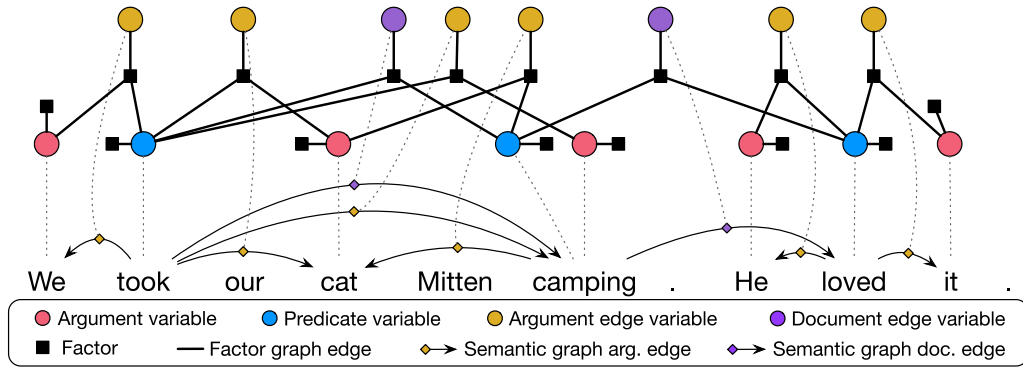 We took our cat Mitten camping . He loved it .
Argument variable Predicate variable Argument edge variable Document edge variable
Factor Factor graph edge Semantic graph arg. edge Semantic graph doc. edge